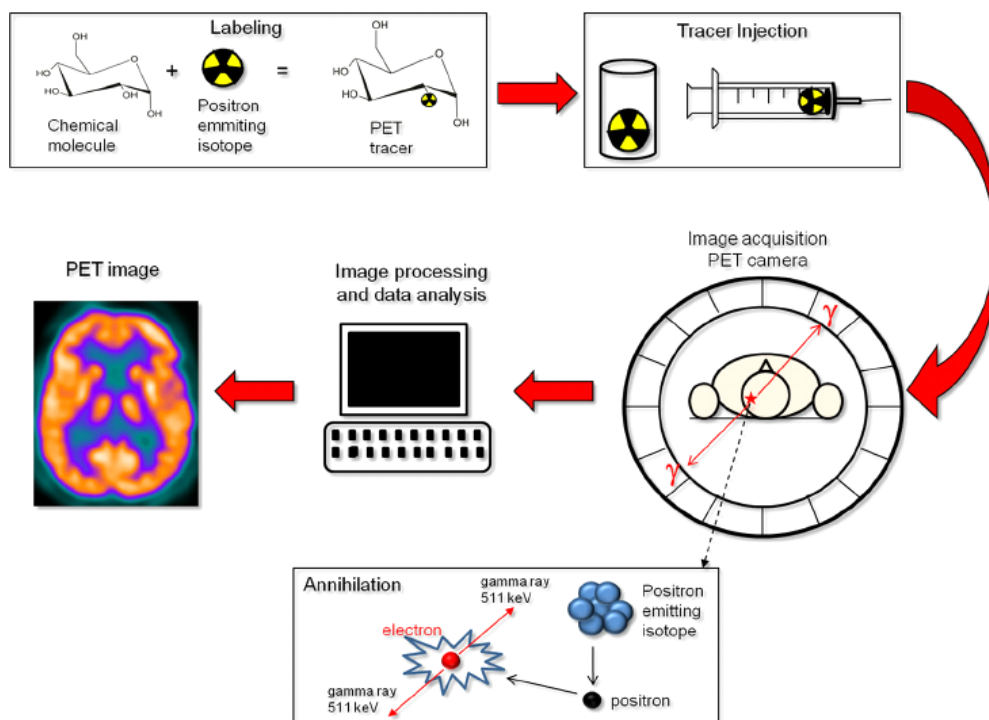 Labeling
OH
O
HO
HO
OH
OH
+
=
OH
O
HO
HO
OH
Chemical
molecule
Positron
emmiting
isotope
PET
tracer
Tracer Injection
Image acquisition
PET camera
γ
γ
Image processing
and data analysis
PET image
Annihilation
gamma ray
511 keV
electron
gamma ray
511 keV
Positron
emitting
isotope
positron